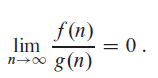 lim n→∞ f(n)/g(n) = 0 .